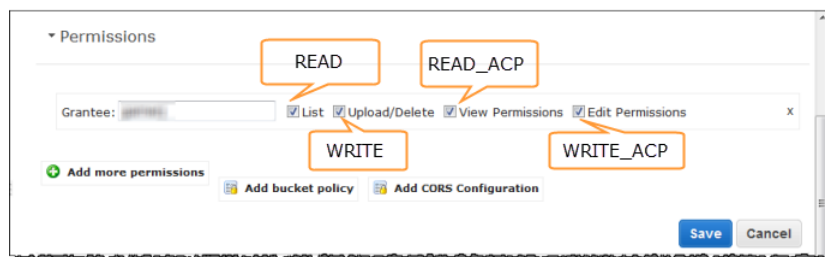 Permissions
READ
READ_ACP
Grantee: List Upload/Delete View Permissions Edit Permissions x
WRITE
WRITE_ACP
Add more permissions
Add bucket policy Add CORS Configuration
Save Cancel